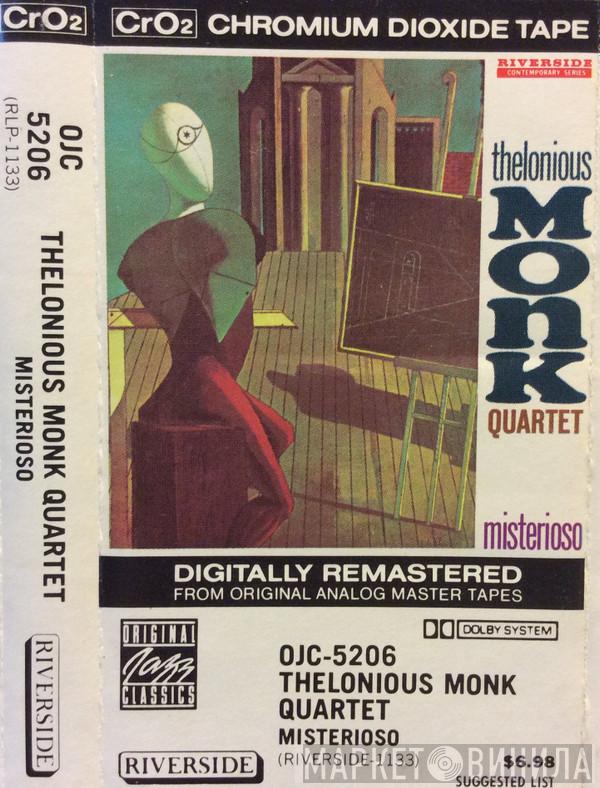 CrO2
OJC
5206
(RLP-1133)
THELONIOUS MONK QUARTET
MISTERIOSO
RIVERSIDE
CrO2 CHROMIUM DIOXIDE TAPE
RIVERSIDE
CONTEMPORARY SERIES
thelonious
MONK
QUARTET
misterioso
DIGITALLY REMASTERED
FROM ORIGINAL ANALOG MASTER TAPES
ORIGINAL
Jazz
CLASSICS
DOLBY SYSTEM
OJC-5206
THELONIOUS MONK
QUARTET
MISTERIOSO
(RIVERSIDE-1133)
RIVERSIDE
$6.98
SUGGESTED LIST
МАРКЕТ ВИНИЛА